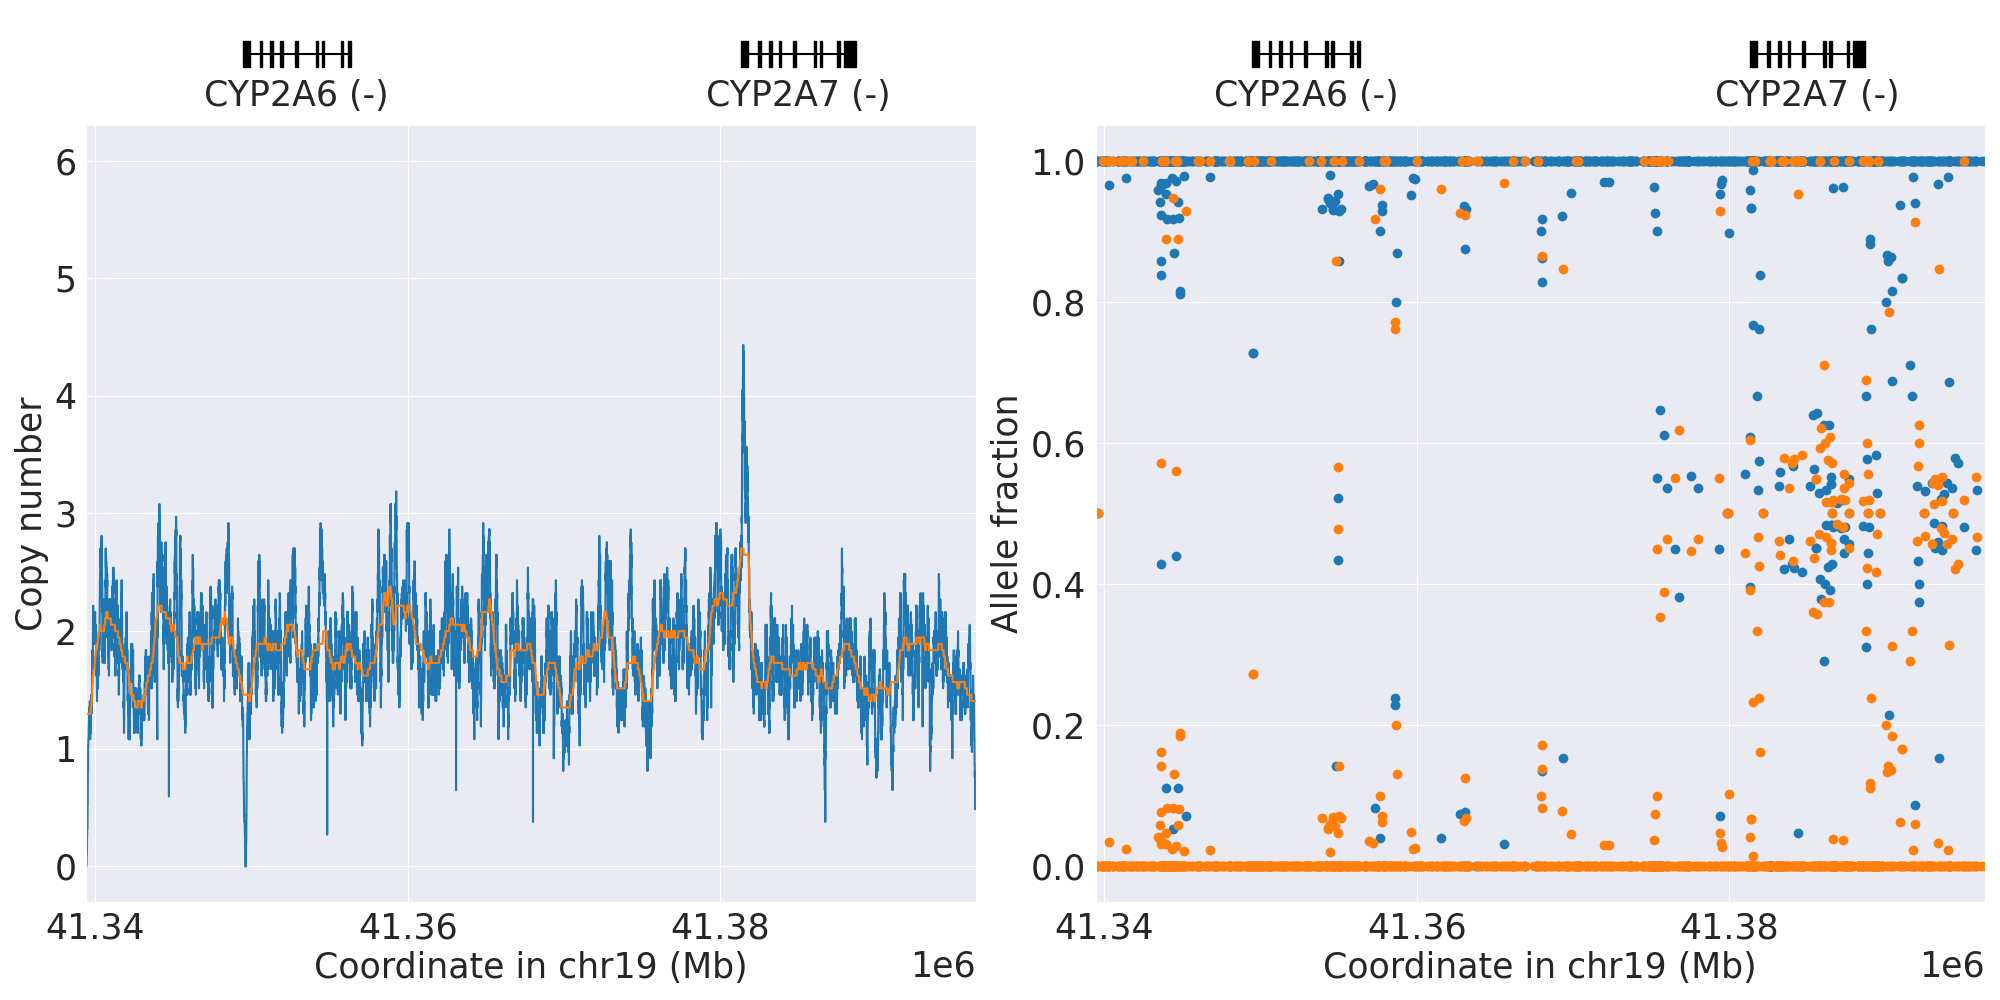 CYP2A6 (-)
CYP2A7 (-)
6
5
4
3
2
1
0
Copy number
41.34
41.36
41.38
Coordinate in chr19 (Mb)
1e6
CYP2A6 (-)
CYP2A7 (-)
1.0
0.8
0.6
0.4
0.2
0.0
Allele fraction
41.34
41.36
41.38
Coordinate in chr19 (Mb)
1e6